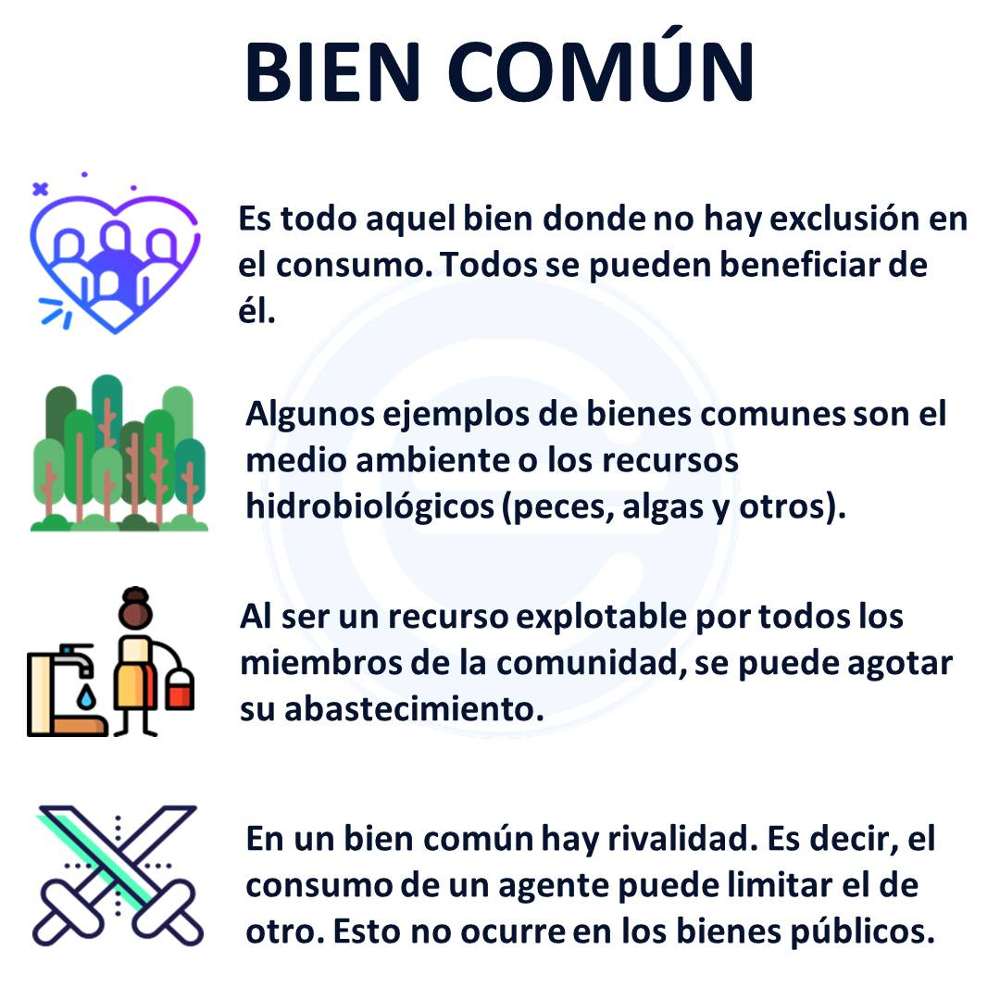 BIEN COMÚN
Es todo aquel bien donde no hay exclusión en
el consumo. Todos se pueden beneficiar de
él.
Algunos ejemplos de bienes comunes son el
medio ambiente o los recursos
hidrobiológicos (peces, algas y otros).
Al ser un recurso explotable por todos los
miembros de la comunidad, se puede agotar
su abastecimiento.
En un bien común hay rivalidad. Es decir, el
consumo de un agente puede limitar el de
otro. Esto no ocurre en los bienes públicos.